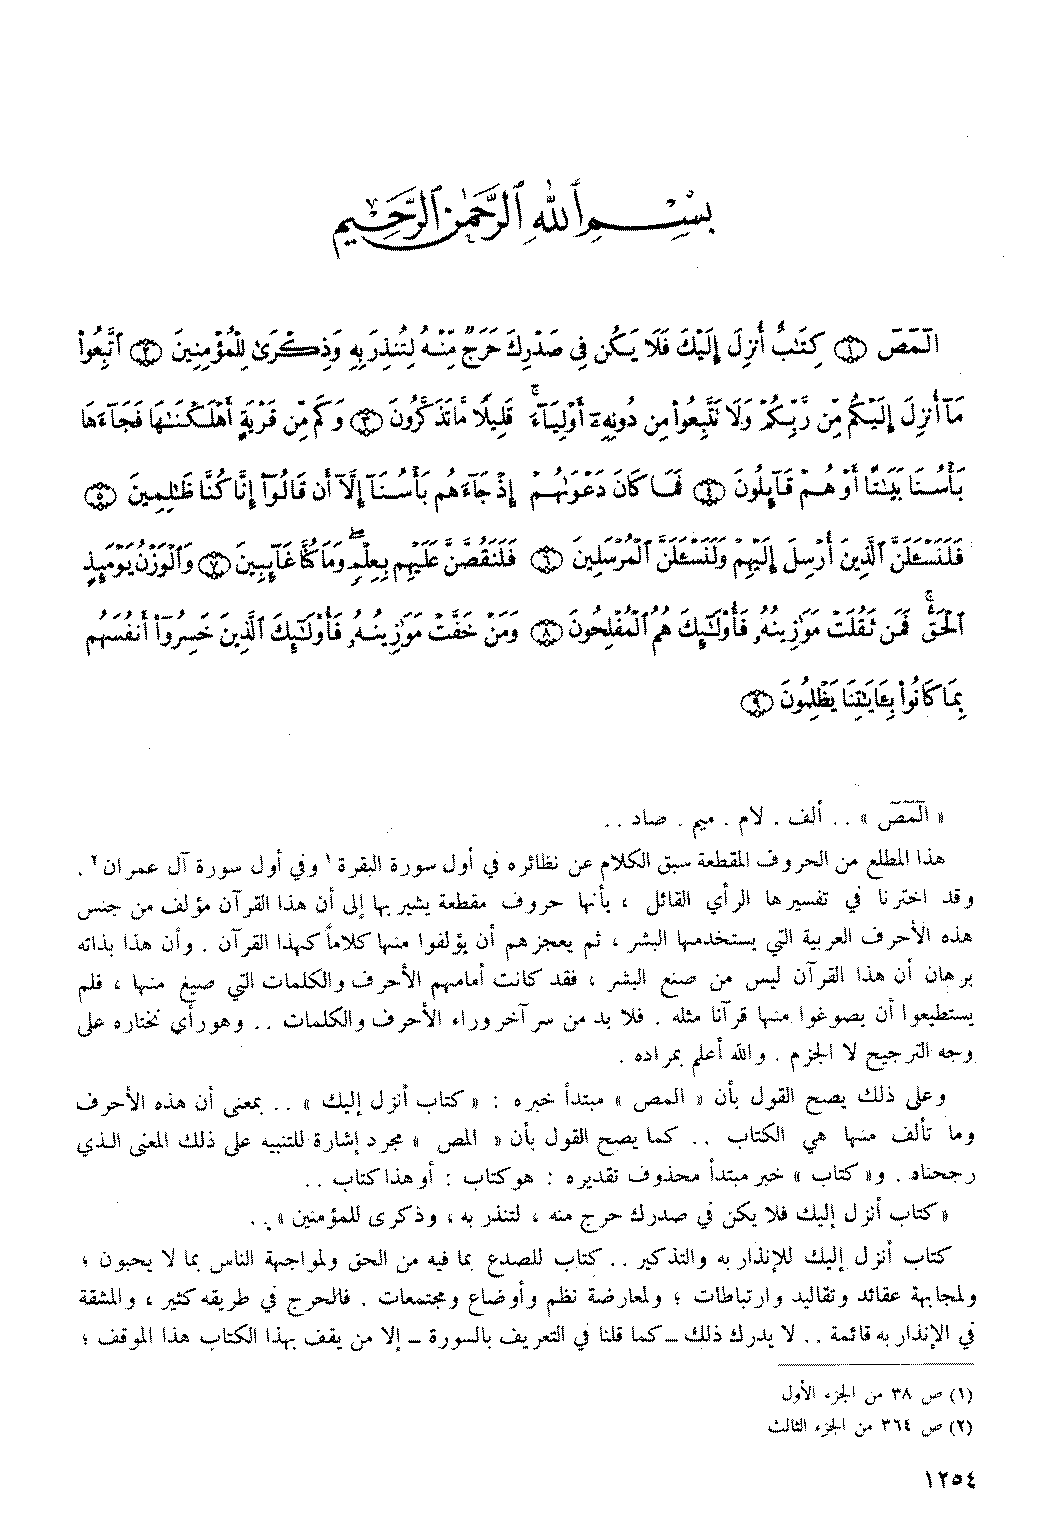 بِسْمِ ٱللَّهِ ٱلرَّحْمَٰنِ ٱلرَّحِيمِ
الٓمٓصٓ ۝١ كِتَٰبٌ أُنزِلَ إِلَيْكَ فَلَا يَكُن فِي صَدْرِكَ حَرَجٌ مِّنْهُ لِتُنذِرَ بِهِ وَذِكْرَىٰ لِلْمُؤْمِنِينَ ۝٢ ٱتَّبِعُوا۟
مَآ أُنزِلَ إِلَيْكُم مِّن رَّبِّكُمْ وَلَا تَتَّبِعُوا۟ مِن دُونِهِۦٓ أَوْلِيَآءَ ۗ قَلِيلًا مَّا تَذَكَّرُونَ ۝٣ وَكَم مِّن قَرْيَةٍ أَهْلَكْنَٰهَا فَجَآءَهَا
بَأْسُنَا بَيَٰتًا أَوْ هُمْ قَآئِلُونَ ۝٤ فَمَا كَانَ دَعْوَىٰهُمْ إِذْ جَآءَهُم بَأْسُنَآ إِلَّآ أَن قَالُوٓا۟ إِنَّا كُنَّا ظَٰلِمِينَ ۝٥
فَلَنَسْـَٔلَنَّ ٱلَّذِينَ أُرْسِلَ إِلَيْهِمْ وَلَنَسْـَٔلَنَّ ٱلْمُرْسَلِينَ ۝٦ فَلَنَقُصَّنَّ عَلَيْهِم بِعِلْمٍ ۖ وَمَا كُنَّا غَآئِبِينَ ۝٧ وَٱلْوَزْنُ يَوْمَئِذٍ
ٱلْحَقُّ ۚ فَمَن ثَقُلَتْ مَوَٰزِينُهُۥ فَأُو۟لَٰٓئِكَ هُمُ ٱلْمُفْلِحُونَ ۝٨ وَمَنْ خَفَّتْ مَوَٰزِينُهُۥ فَأُو۟لَٰٓئِكَ ٱلَّذِينَ خَسِرُوٓا۟ أَنفُسَهُم
بِمَا كَانُوا۟ بِـَٔايَٰتِنَا يَظْلِمُونَ ۝٩
« الٓمٓصٓ » . . ألف . لام . ميم . صاد . .
هذا المطلع من الحروف المقطعة سبق الكلام عن نظائره في أول سورة البقرة ١ وفي أول سورة آل عمران ٢ .
وقد اخترنا في تفسيرها الرأي القائل ، بأنها حروف مقطعة يشير بها إلى أن هذا القرآن مؤلف من جنس
هذه الأحرف العربية التي يستخدمها البشر ، ثم يعجزهم أن يؤلفوا منها كلاماً كهذا القرآن . وأن هذا بذاته
برهان أن هذا القرآن ليس من صنع البشر ، فقد كانت أمامهم الأحرف والكلمات التي صيغ منها ، فلم
يستطيعوا أن يصوغوا منها قرآنا مثله . فلا بد من سر آخر وراء الأحرف والكلمات . . وهو رأي نختاره على
وجه الترجيح لا الجزم . والله أعلم بمراده .
وعلى ذلك يصح القول بأن « المص » مبتدأ خبره : « كتاب أنزل إليك » . . بمعنى أن هذه الأحرف
وما تألف منها هي الكتاب . . كما يصح القول بأن « المص » مجرد إشارة للتنبيه على ذلك المعنى الذي
رجحناه . و« كتاب » خبر مبتدأ محذوف تقديره : هو كتاب : أو هذا كتاب . .
« كتاب أنزل إليك فلا يكن في صدرك حرج منه ، لتنذر به ، وذكرى للمؤمنين » . .
كتاب أنزل إليك للإنذار به والتذكير . . كتاب للصدع بما فيه من الحق ولمواجهة الناس بما لا يحبون ؛
ولمجابهة عقائد وتقاليد وارتباطات ؛ ولمعارضة نظم وأوضاع ومجتمعات . فالحرج في طريقه كثير ، والمشقة
في الإنذار به قائمة . . لا يدرك ذلك – كما قلنا في التعريف بالسورة – إلا من يقف بهذا الكتاب هذا الموقف ؛
(١) ص ٣٨ من الجزء الأول
(٢) ص ٣٦٤ من الجزء الثالث
١٢٥٤